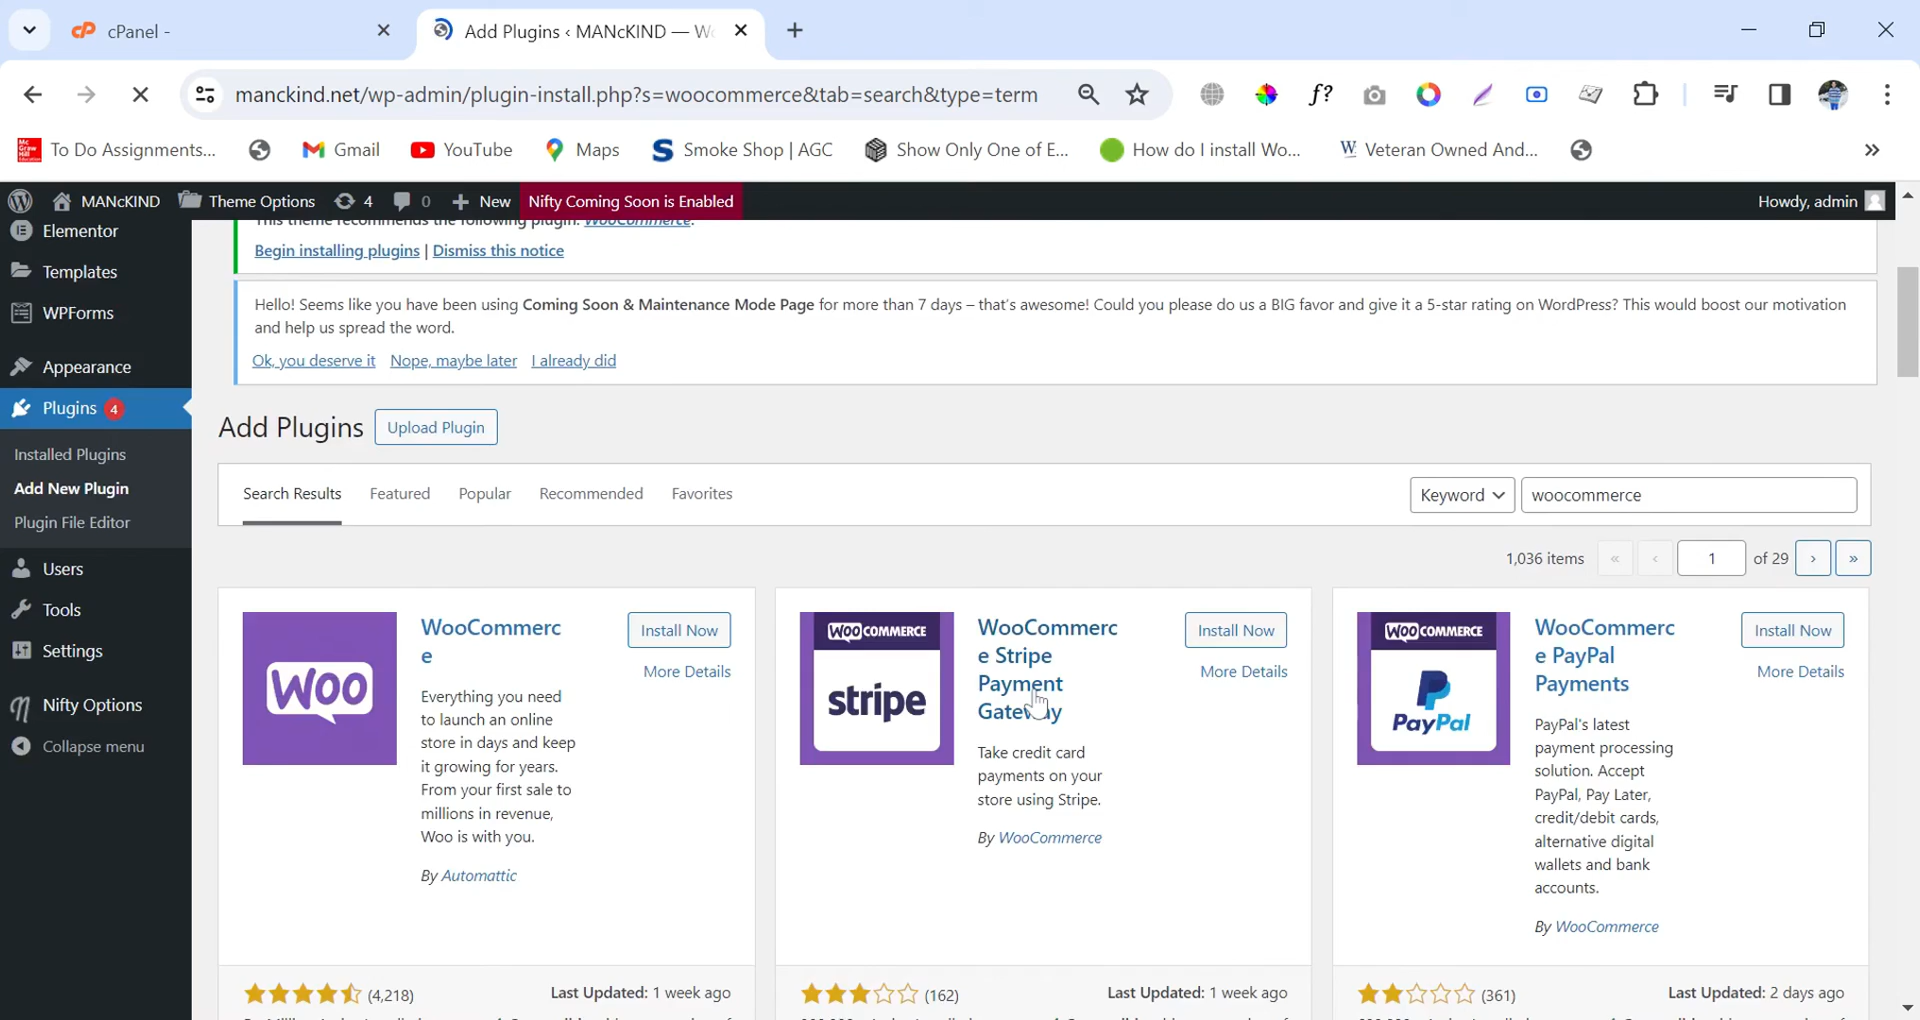 cPanel -
Add Plugins ‹ MANcKIND — Wo
manckind.net/wp-admin/plugin-install.php?s=woocommerce&tab=search&type=term
f?
Mc Graw Hill Education To Do Assignments...
Gmail
YouTube
Maps
S Smoke Shop | AGC
Show Only One of E...
How do I install Wo...
W Veteran Owned And...
MANcKIND
Theme Options
4
0
+ New
Nifty Coming Soon is Enabled
Howdy, admin
Elementor
Templates
WPForms
Appearance
Plugins 4
Installed Plugins
Add New Plugin
Plugin File Editor
Users
Tools
Settings
Nifty Options
Collapse menu
This theme recommends the following plugin: WooCommerce.
Begin installing plugins | Dismiss this notice
Hello! Seems like you have been using Coming Soon & Maintenance Mode Page for more than 7 days – that's awesome! Could you please do us a BIG favor and give it a 5-star rating on WordPress? This would boost our motivation
and help us spread the word.
Ok, you deserve it Nope, maybe later I already did
Add Plugins Upload Plugin
Search Results Featured Popular Recommended Favorites
Keyword woocommerce
1,036 items « ‹ 1 of 29 › »
WOO
WooCommerc
e
Install Now
More Details
Everything you need
to launch an online
store in days and keep
it growing for years.
From your first sale to
millions in revenue,
Woo is with you.
By Automattic
(4,218)
Last Updated: 1 week ago
WOO COMMERCE
stripe
WooCommerc
e Stripe
Payment
Gateway
Install Now
More Details
Take credit card
payments on your
store using Stripe.
By WooCommerce
(162)
Last Updated: 1 week ago
WOO COMMERCE
PayPal
WooCommerc
e PayPal
Payments
Install Now
More Details
PayPal's latest
payment processing
solution. Accept
PayPal, Pay Later,
credit/debit cards,
alternative digital
wallets and bank
accounts.
By WooCommerce
(361)
Last Updated: 2 days ago